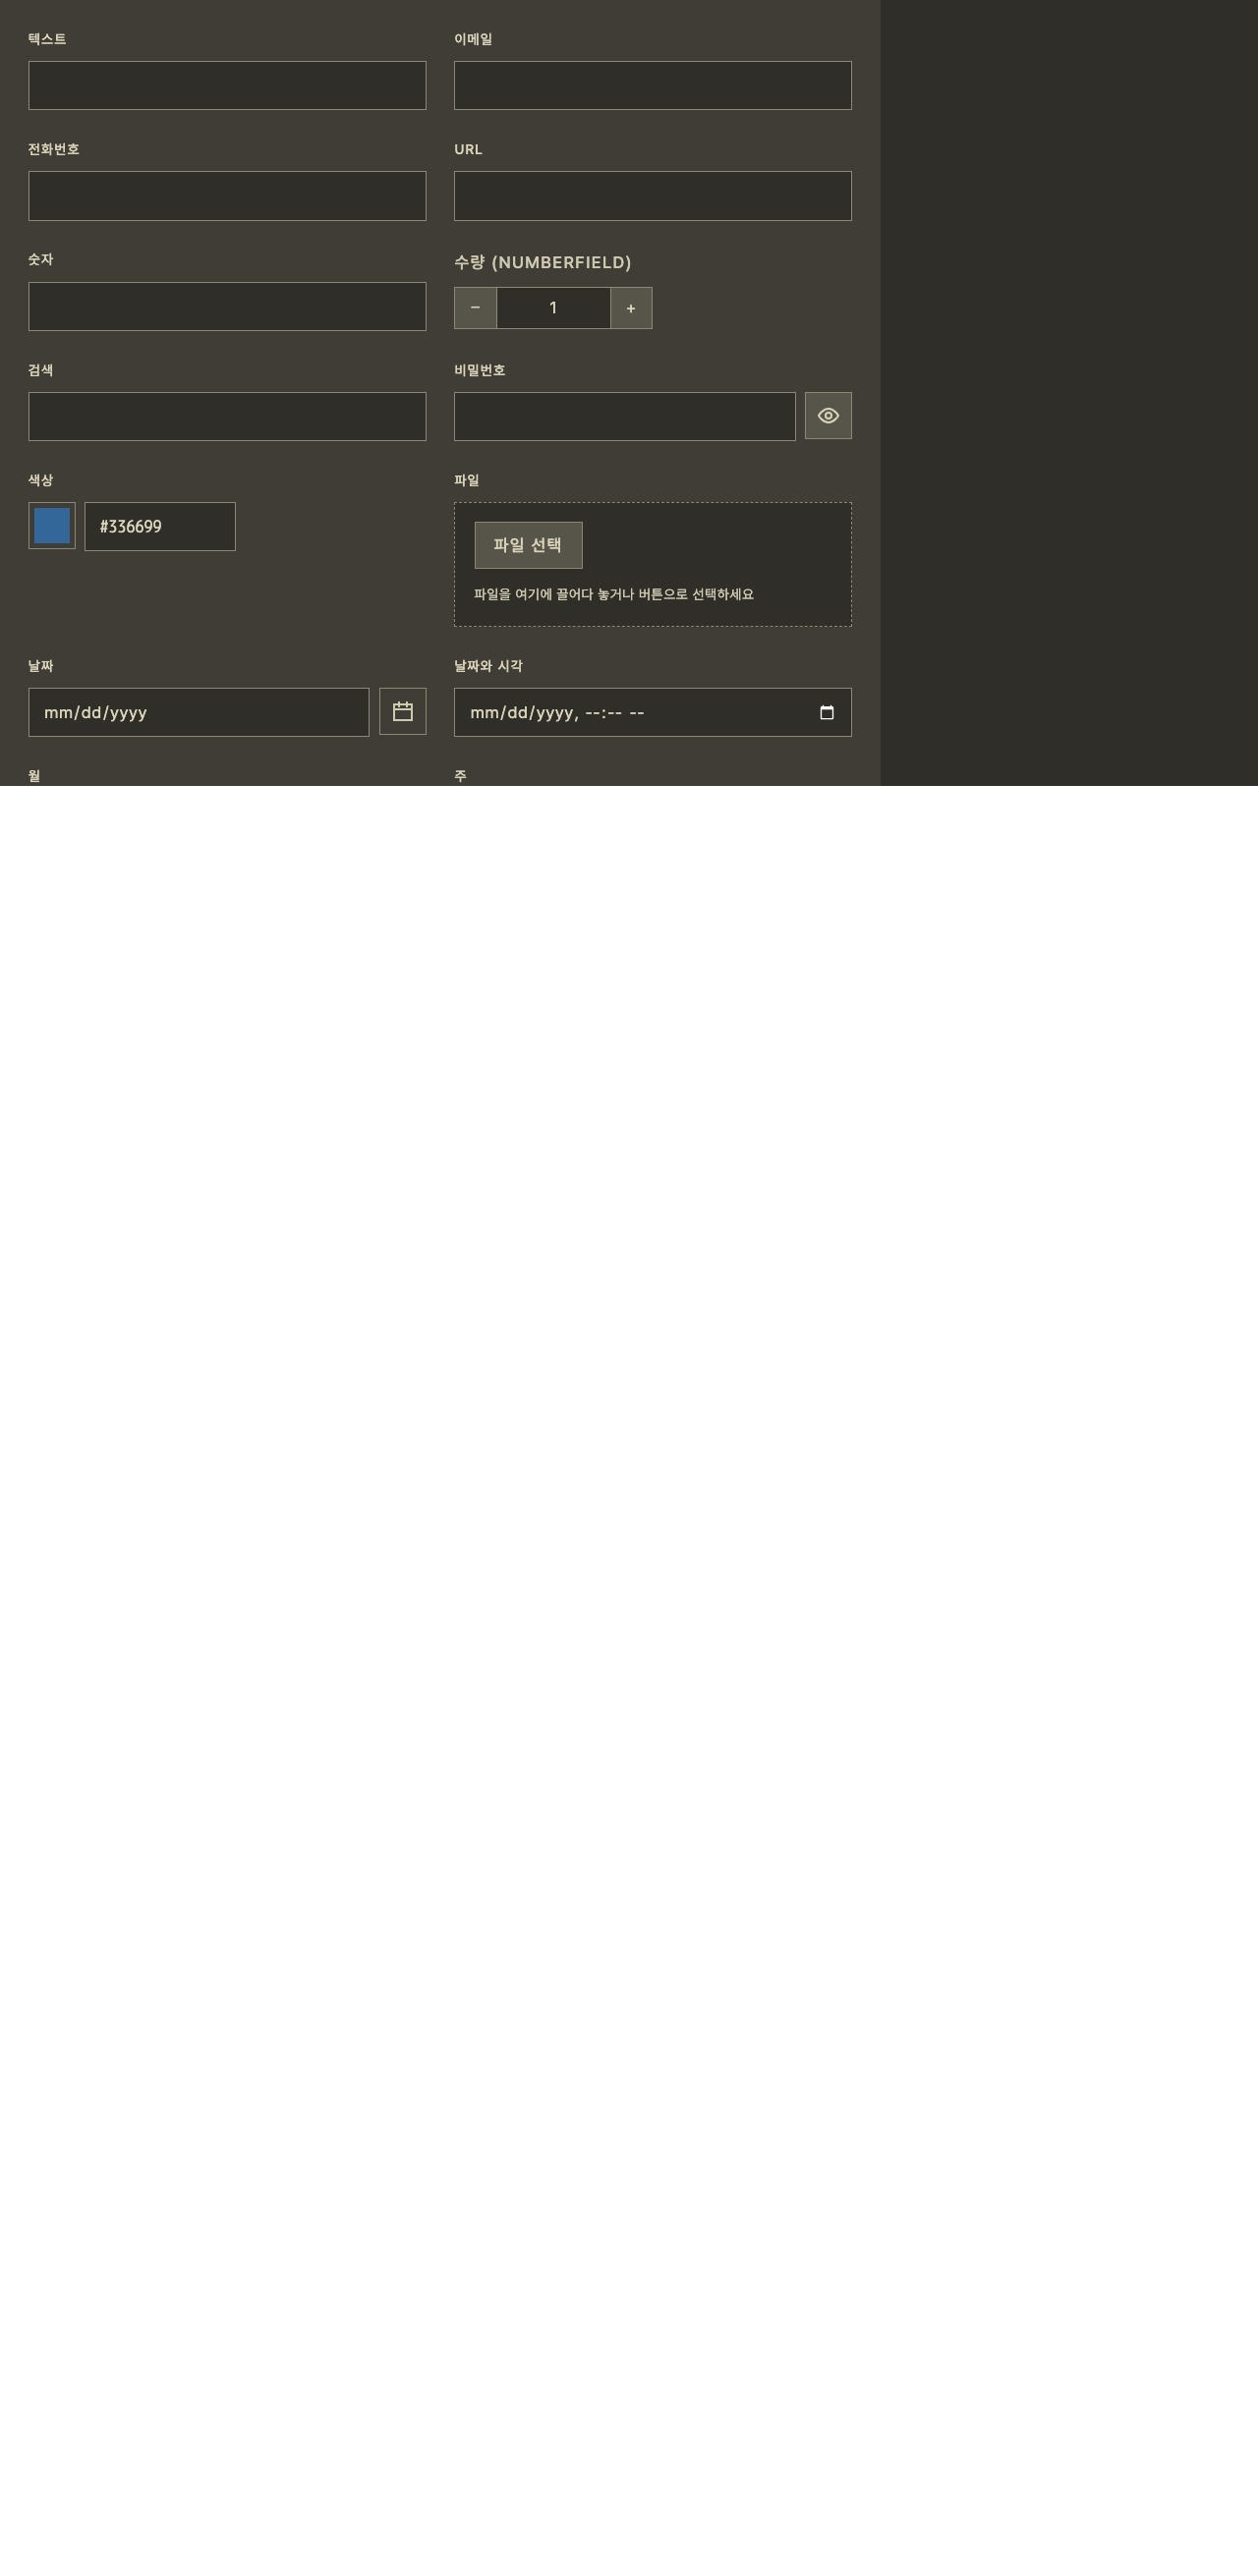 텍스트
이메일
전화번호
URL
숫자
수량 (NUMBERFIELD)
− 1 +
검색
비밀번호
색상
#336699
파일
파일 선택
파일을 여기에 끌어다 놓거나 버튼으로 선택하세요
날짜
mm/dd/yyyy
날짜와 시각
mm/dd/yyyy, --:-- --
월
주